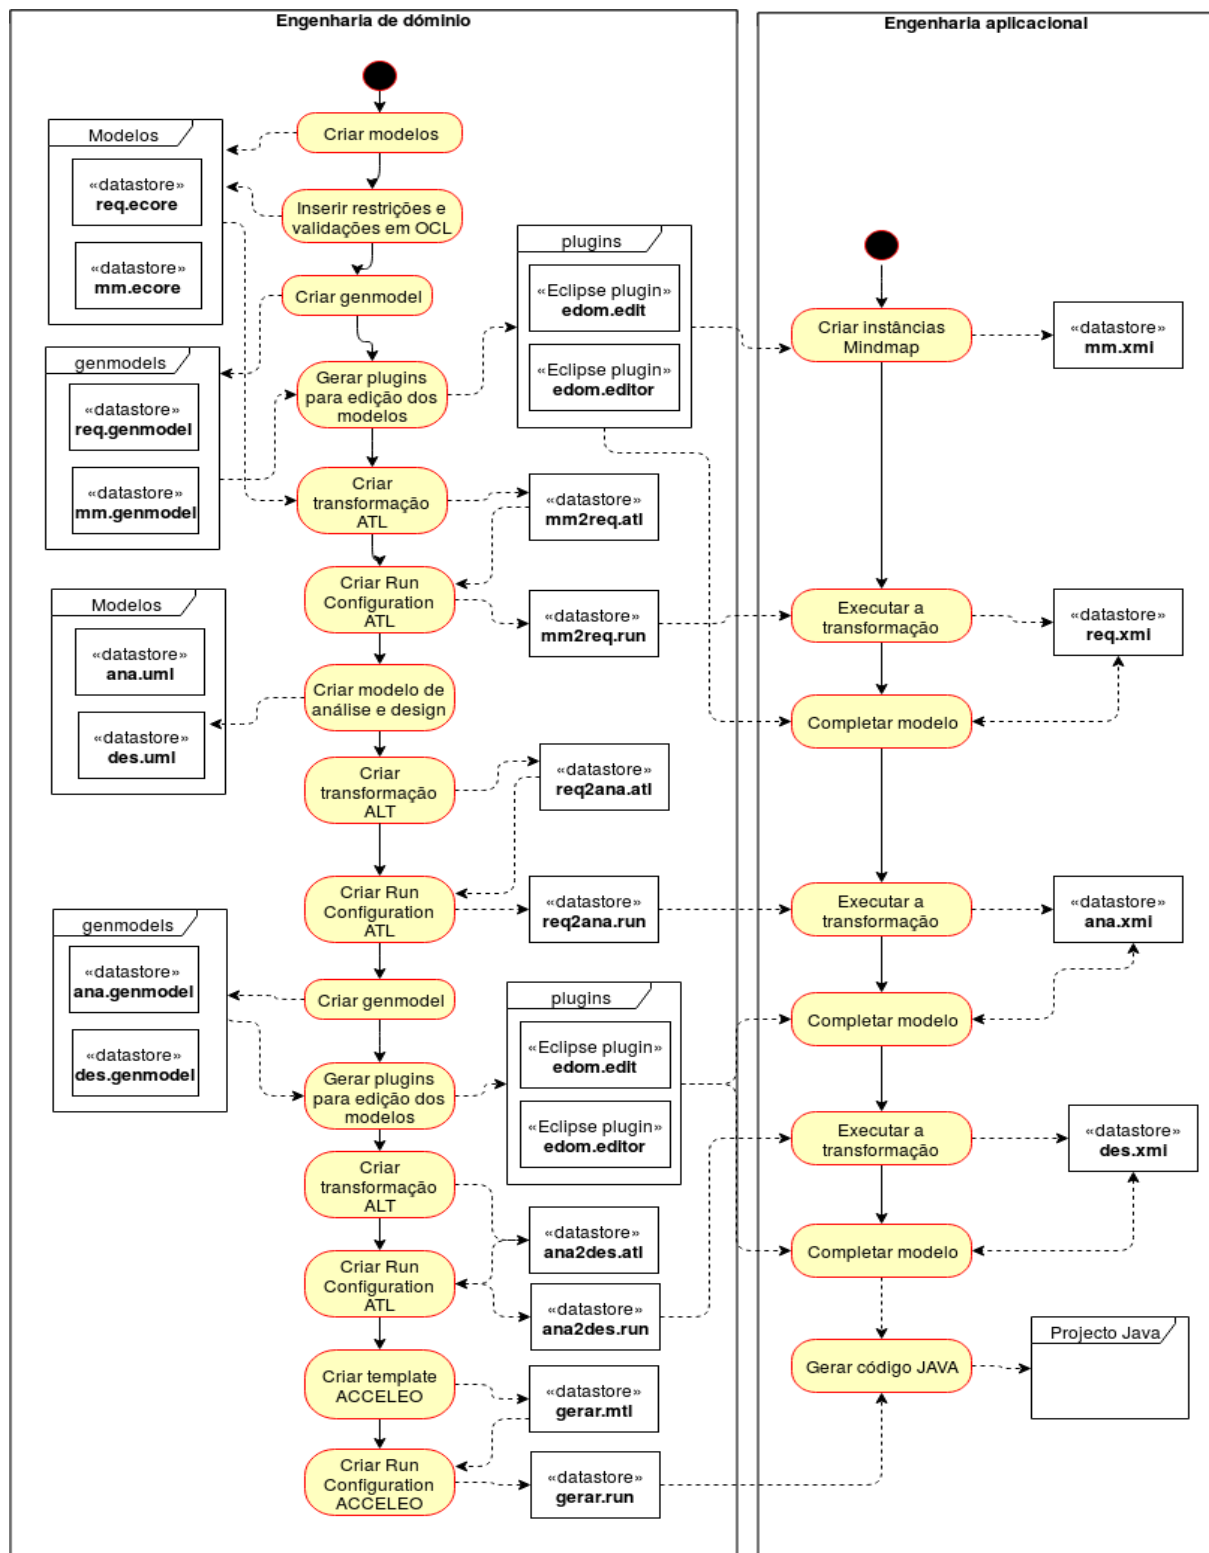 Engenharia de dóminio
Criar modelos
Modelos
«datastore»
req.ecore
«datastore»
mm.ecore
Inserir restrições e
validações em OCL
Criar genmodel
plugins
«Eclipse plugin»
edom.edit
«Eclipse plugin»
edom.editor
genmodels
«datastore»
req.genmodel
«datastore»
mm.genmodel
Gerar plugins
para edição dos
modelos
Criar
transformação
ATL
«datastore»
mm2req.atl
Criar Run
Configuration
ATL
«datastore»
mm2req.run
Modelos
«datastore»
ana.uml
«datastore»
des.uml
Criar modelo de
análise e design
Criar
transformação
ALT
«datastore»
req2ana.atl
Criar Run
Configuration
ATL
«datastore»
req2ana.run
genmodels
«datastore»
ana.genmodel
«datastore»
des.genmodel
Criar genmodel
plugins
«Eclipse plugin»
edom.edit
«Eclipse plugin»
edom.editor
Gerar plugins
para edição dos
modelos
Criar
transformação
ALT
«datastore»
ana2des.atl
Criar Run
Configuration
ATL
«datastore»
ana2des.run
Criar template
ACCELEO
«datastore»
gerar.mtl
Criar Run
Configuration
ACCELEO
«datastore»
gerar.run
Engenharia aplicacional
Criar instâncias
Mindmap
«datastore»
mm.xmi
Executar a
transformação
«datastore»
req.xmi
Completar modelo
Executar a
transformação
«datastore»
ana.xmi
Completar modelo
Executar a
transformação
«datastore»
des.xmi
Completar modelo
Gerar código JAVA
Projecto Java